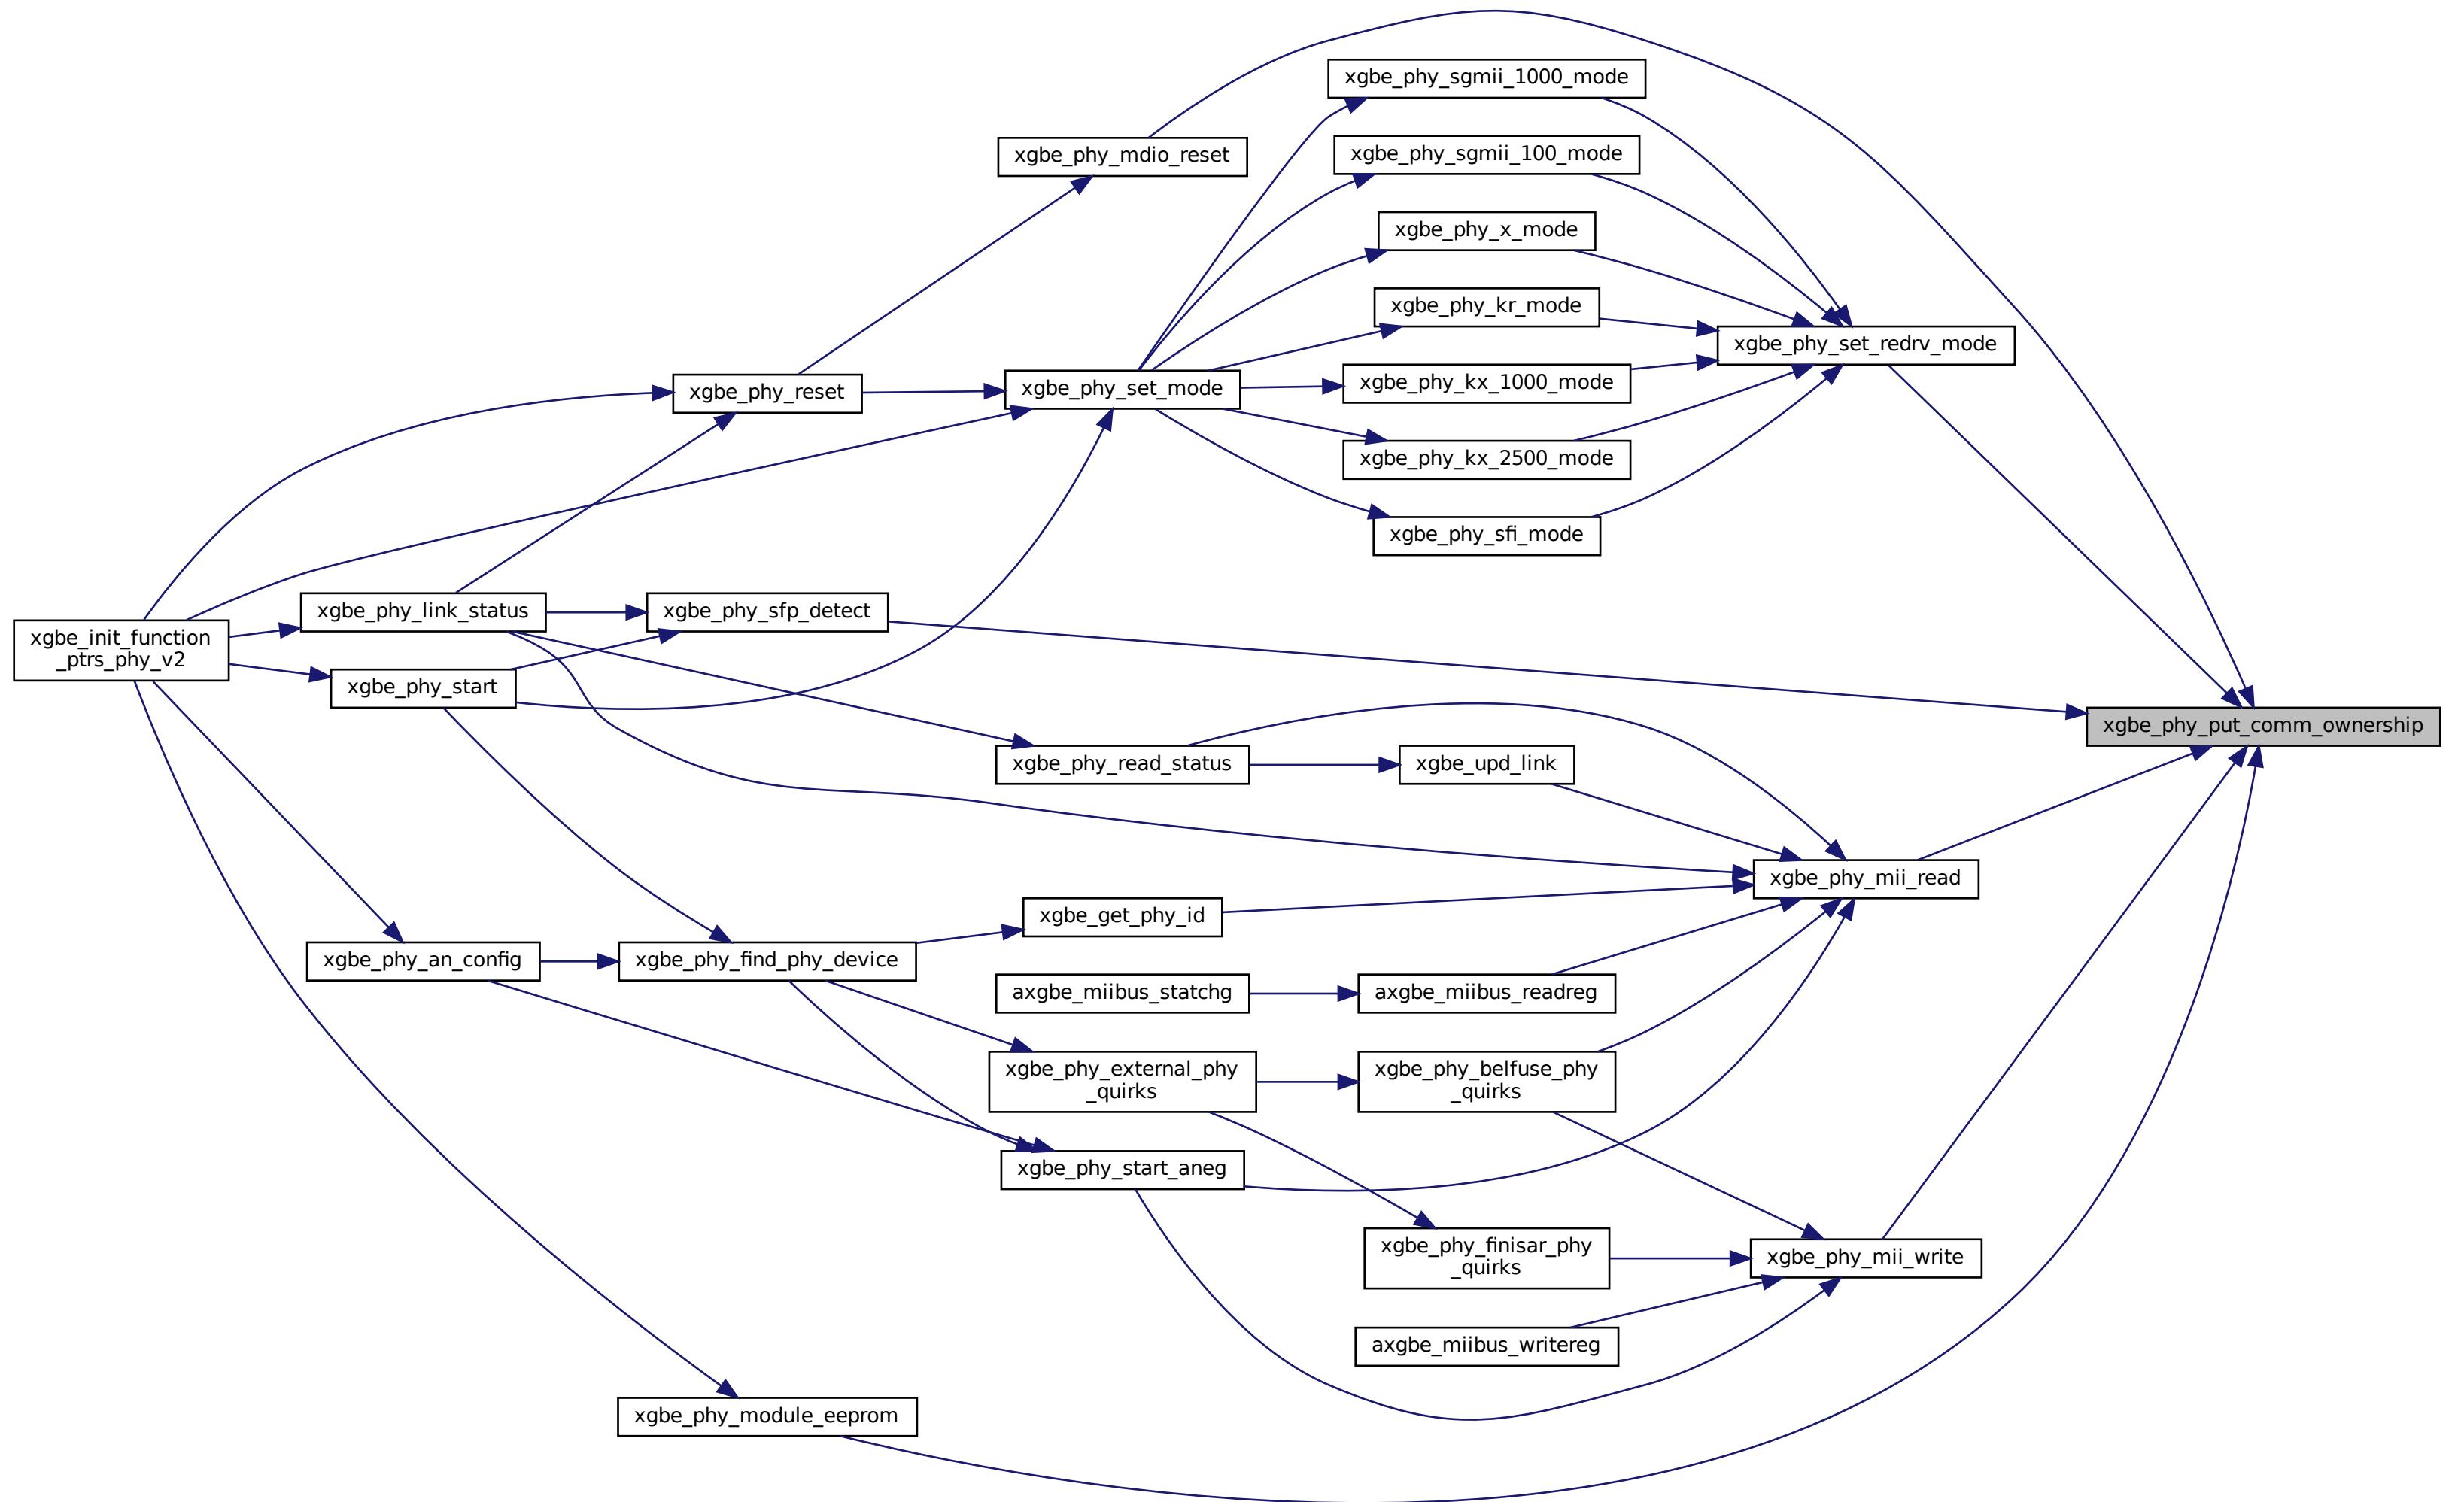 xgbe_phy_sgmii_1000_mode
xgbe_phy_mdio_reset
xgbe_phy_sgmii_100_mode
xgbe_phy_x_mode
xgbe_phy_kr_mode
xgbe_phy_set_redrv_mode
xgbe_phy_reset
xgbe_phy_set_mode
xgbe_phy_kx_1000_mode
xgbe_phy_kx_2500_mode
xgbe_phy_sfi_mode
xgbe_init_function
_ptrs_phy_v2
xgbe_phy_link_status
xgbe_phy_sfp_detect
xgbe_phy_start
xgbe_phy_put_comm_ownership
xgbe_phy_read_status
xgbe_upd_link
xgbe_phy_mii_read
xgbe_get_phy_id
xgbe_phy_an_config
xgbe_phy_find_phy_device
axgbe_miibus_statchg
axgbe_miibus_readreg
xgbe_phy_external_phy
_quirks
xgbe_phy_belfuse_phy
_quirks
xgbe_phy_start_aneg
xgbe_phy_finisar_phy
_quirks
xgbe_phy_mii_write
axgbe_miibus_writereg
xgbe_phy_module_eeprom